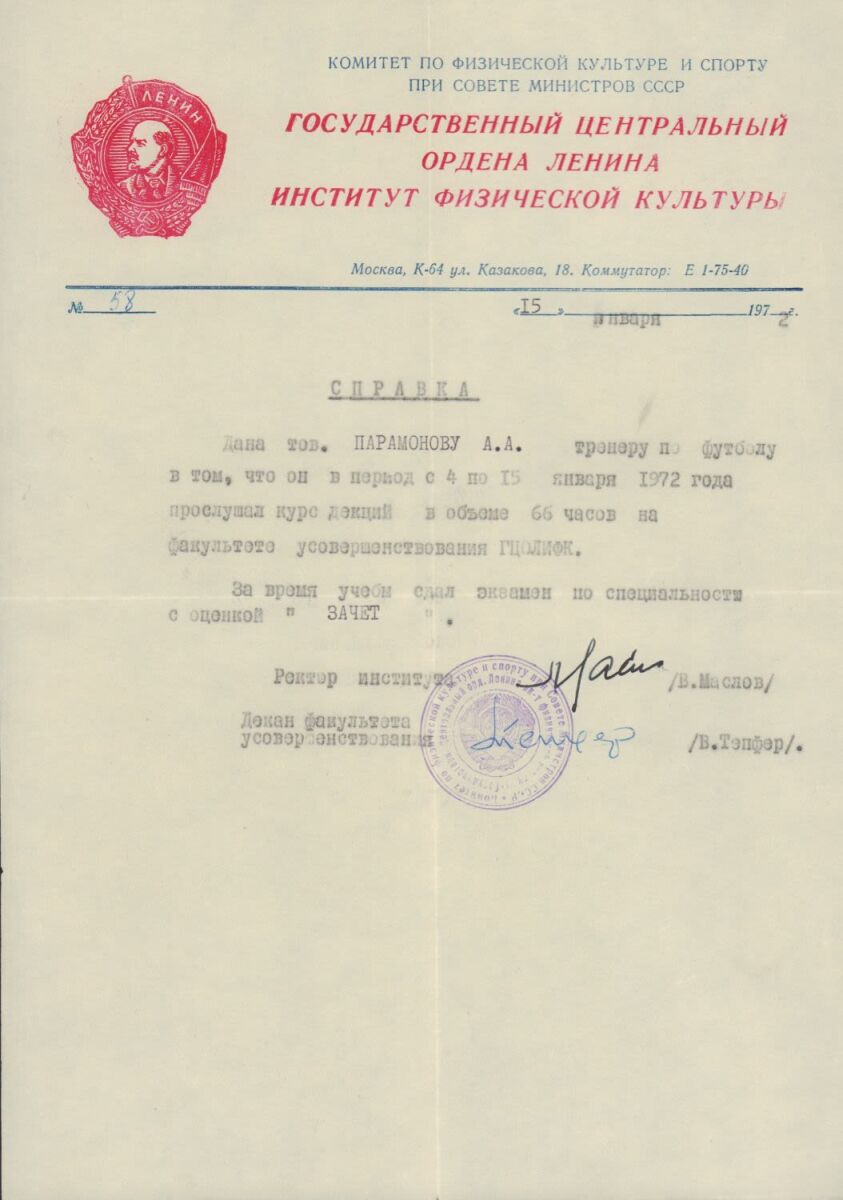 ЛЕНИН
КОМИТЕТ ПО ФИЗИЧЕСКОЙ КУЛЬТУРЕ И СПОРТУ
ПРИ СОВЕТЕ МИНИСТРОВ СССР
ГОСУДАРСТВЕННЫЙ ЦЕНТРАЛЬНЫЙ
ОРДЕНА ЛЕНИНА
ИНСТИТУТ ФИЗИЧЕСКОЙ КУЛЬТУРЫ
Москва, К-64 ул. Казакова, 18. Коммутатор: Е 1-75-40
№ 58 «15» января 1972 г.
СПРАВКА
Дана тов. ПАРАМОНОВУ А.А. тренеру по футболу
в том, что он в период с 4 по 15 января 1972 года
прослушал курс лекций в объеме 66 часов на
факультете усовершенствования ГЦОЛИФК.
За время учебы сдал экзамен по специальности
с оценкой " ЗАЧЕТ ".
Ректор института /В.Маслов/
Декан факультета
усовершенствования /В.Тэпфер/.